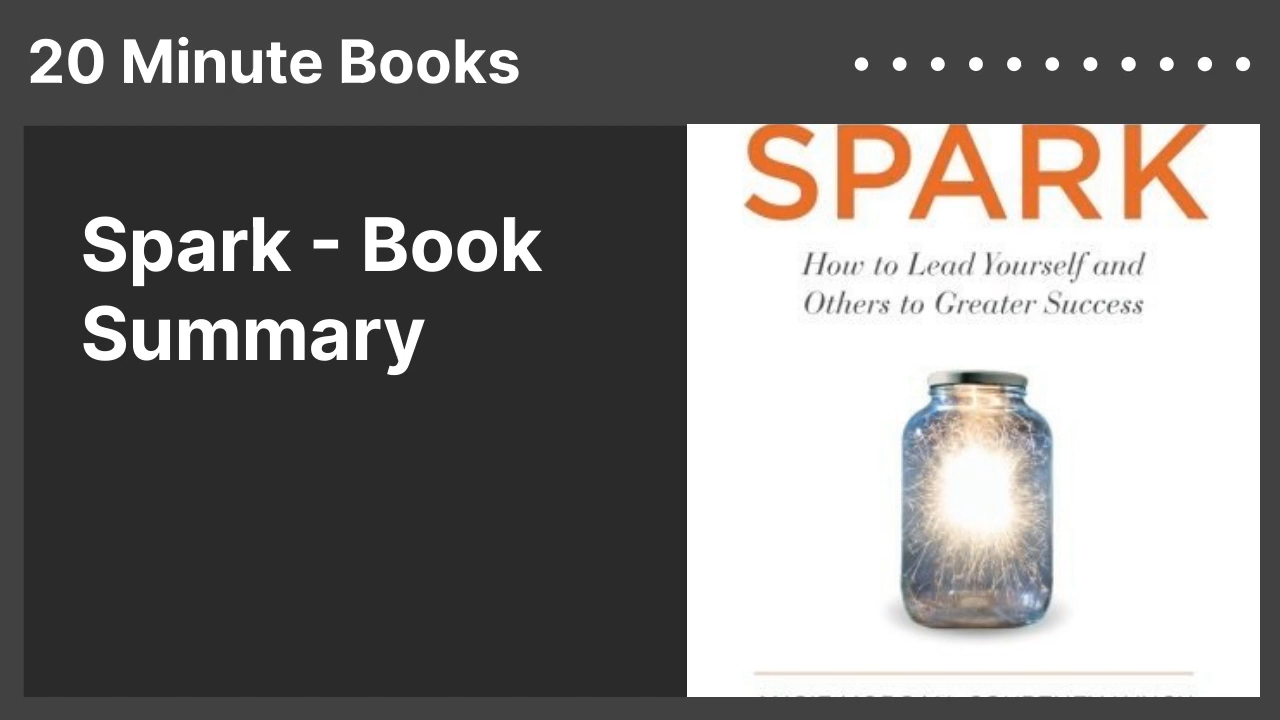 20 Minute Books
Spark - Book
Summary
SPARK
How to Lead Yourself and
Others to Greater Success